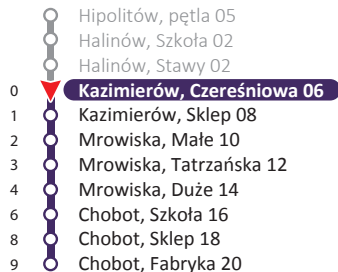 Hipolitów, pętla 05
Halinów, Szkoła 02
Halinów, Stawy 02
0 Kazimierów, Czereśniowa 06
1 Kazimierów, Sklep 08
2 Mrowiska, Małe 10
3 Mrowiska, Tatrzańska 12
4 Mrowiska, Duże 14
6 Chobot, Szkoła 16
8 Chobot, Sklep 18
9 Chobot, Fabryka 20